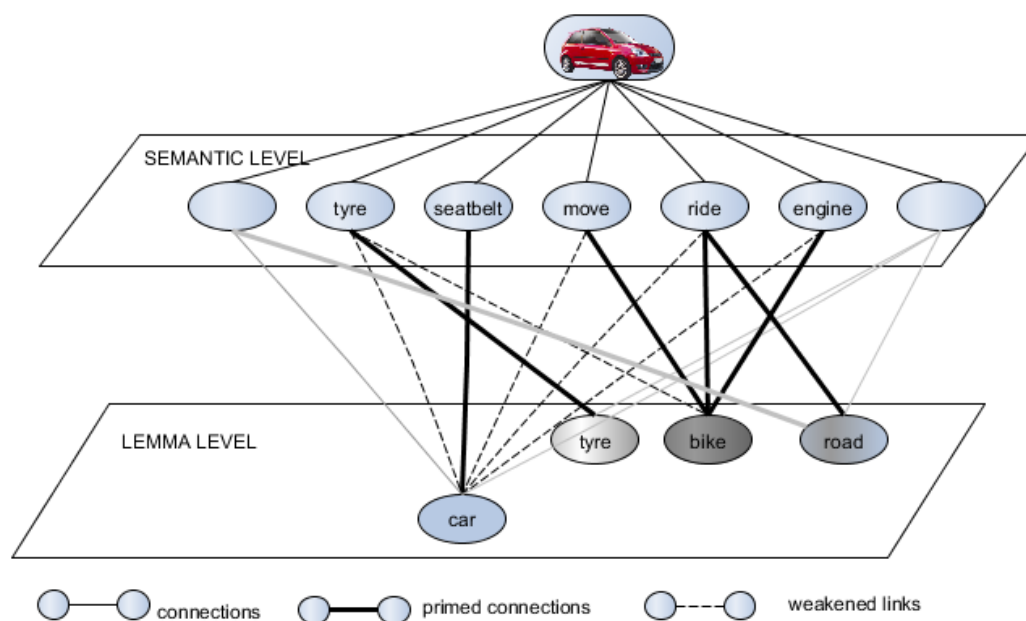 SEMANTIC LEVEL
tyre seatbelt move ride engine
LEMMA LEVEL
tyre bike road
car
connections primed connections weakened links